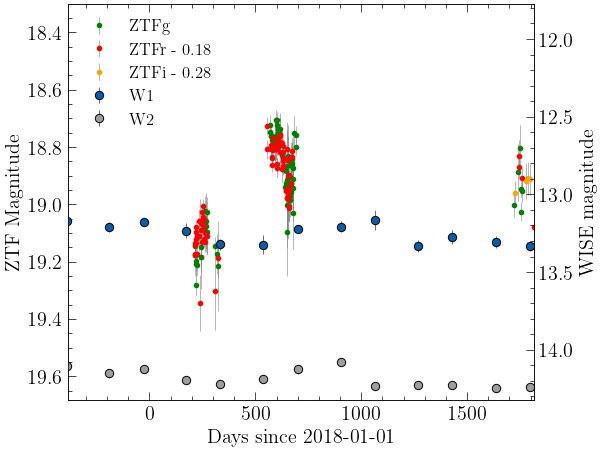 ZTFg
ZTFr - 0.18
ZTFi - 0.28
W1
W2
18.4
18.6
18.8
19.0
19.2
19.4
19.6
ZTF Magnitude
12.0
12.5
13.0
13.5
14.0
WISE magnitude
0
500
1000
1500
Days since 2018-01-01